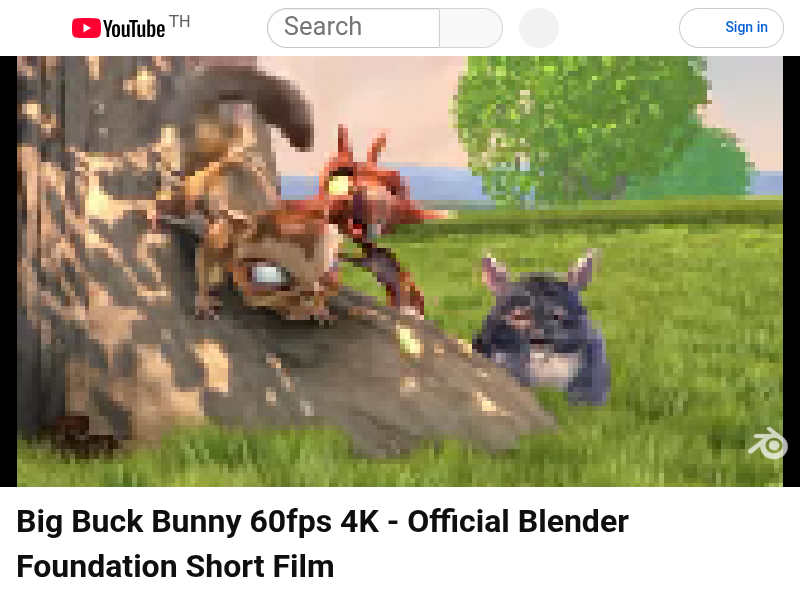 YouTube TH
Search
Sign in
Big Buck Bunny 60fps 4K - Official Blender
Foundation Short Film